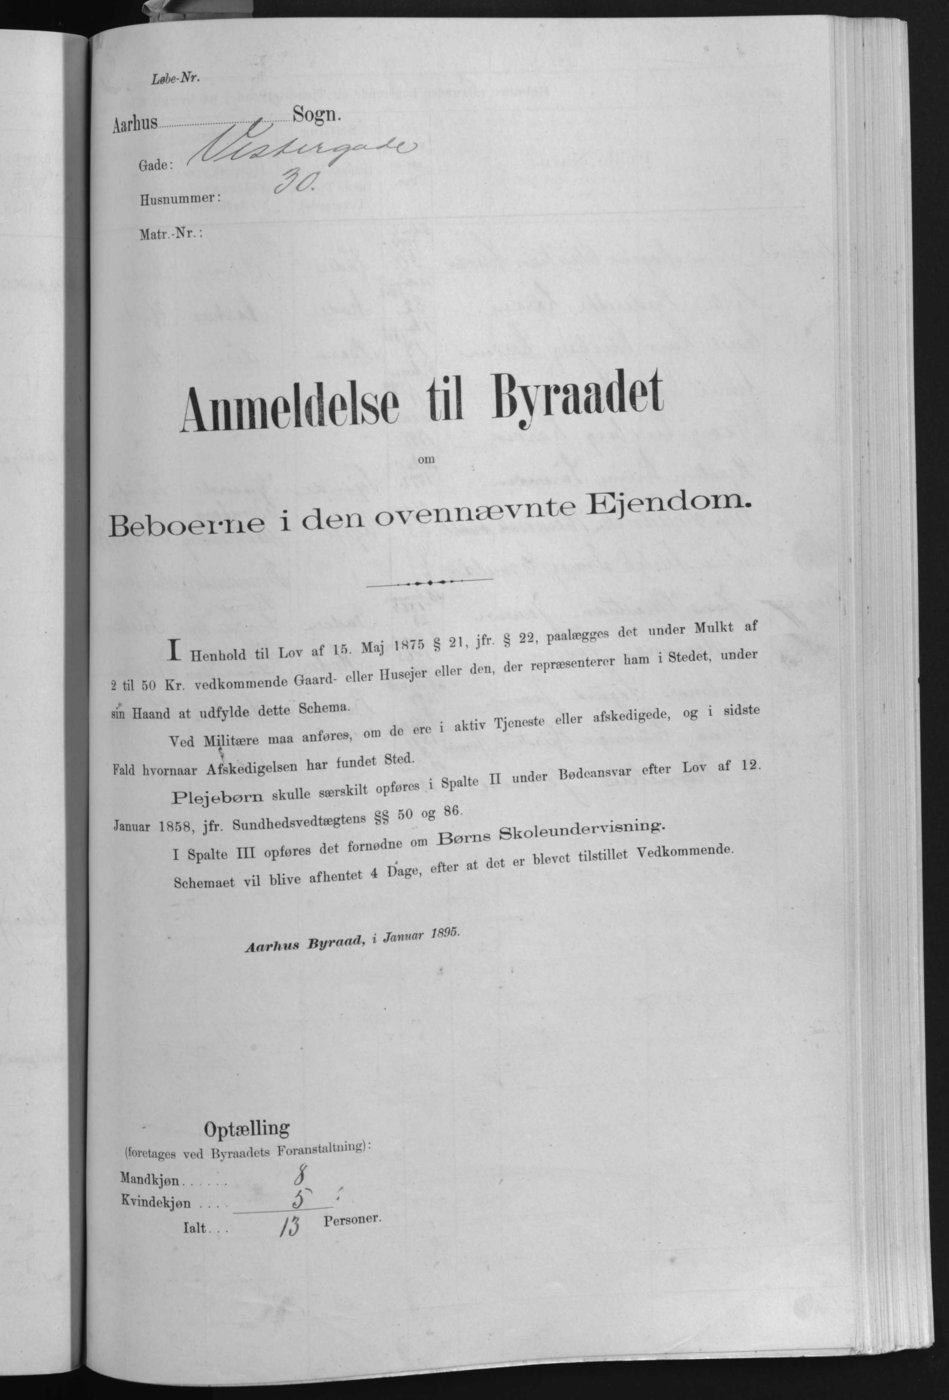 Løbe-Nr.
Aarhus Sogn.
Gade: Vestergade
Husnummer: 30.
Matr.-Nr.:
Anmeldelse til Byraadet
om
Beboerne i den ovennævnte Ejendom.
I Henhold til Lov af 15. Maj 1875 § 21, jfr. § 22, paalægges det under Mulkt af
2 til 50 Kr. vedkommende Gaard- eller Husejer eller den, der repræsenterer ham i Stedet, under
sin Haand at udfylde dette Schema.
Ved Militære maa anføres, om de ere i aktiv Tjeneste eller afskedigede, og i sidste
Fald hvornaar Afskedigelsen har fundet Sted.
Plejebørn skulle særskilt opføres i Spalte II under Bødeansvar efter Lov af 12.
Januar 1858, jfr. Sundhedsvedtægtens §§ 50 og 86.
I Spalte III opføres det fornødne om Børns Skoleundervisning.
Schemaet vil blive afhentet 4 Dage, efter at det er blevet tilstillet Vedkommende.
Aarhus Byraad, i Januar 1895.
Optælling
(foretages ved Byraadets Foranstaltning):
Mandkjøn...... 8
Kvindekjøn .... 5
Ialt... 13 Personer.